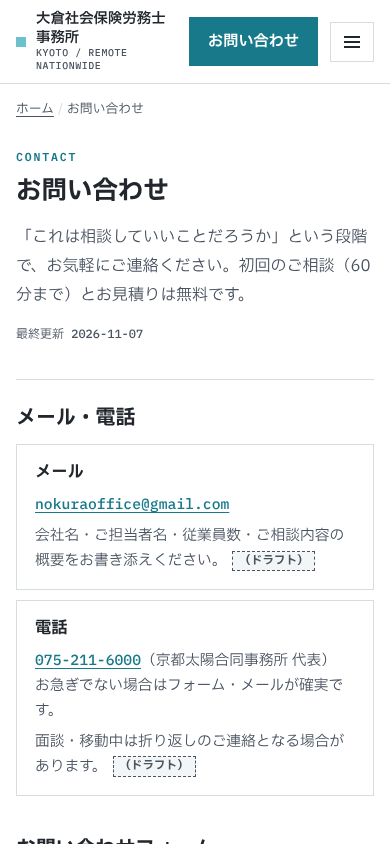 大倉社会保険労務士
事務所
KYOTO / REMOTE
NATIONWIDE
お問い合わせ
ホーム / お問い合わせ
CONTACT
お問い合わせ
「これは相談していいことだろうか」という段階
で、お気軽にご連絡ください。初回のご相談（60
分まで）とお見積りは無料です。
最終更新 2026-11-07
メール・電話
メール
nokuraoffice@gmail.com
会社名・ご担当者名・従業員数・ご相談内容の
概要をお書き添えください。（ドラフト）
電話
075-211-6000（京都太陽合同事務所 代表）
お急ぎでない場合はフォーム・メールが確実で
す。
面談・移動中は折り返しのご連絡となる場合が
あります。（ドラフト）
お問い合わせフォーム